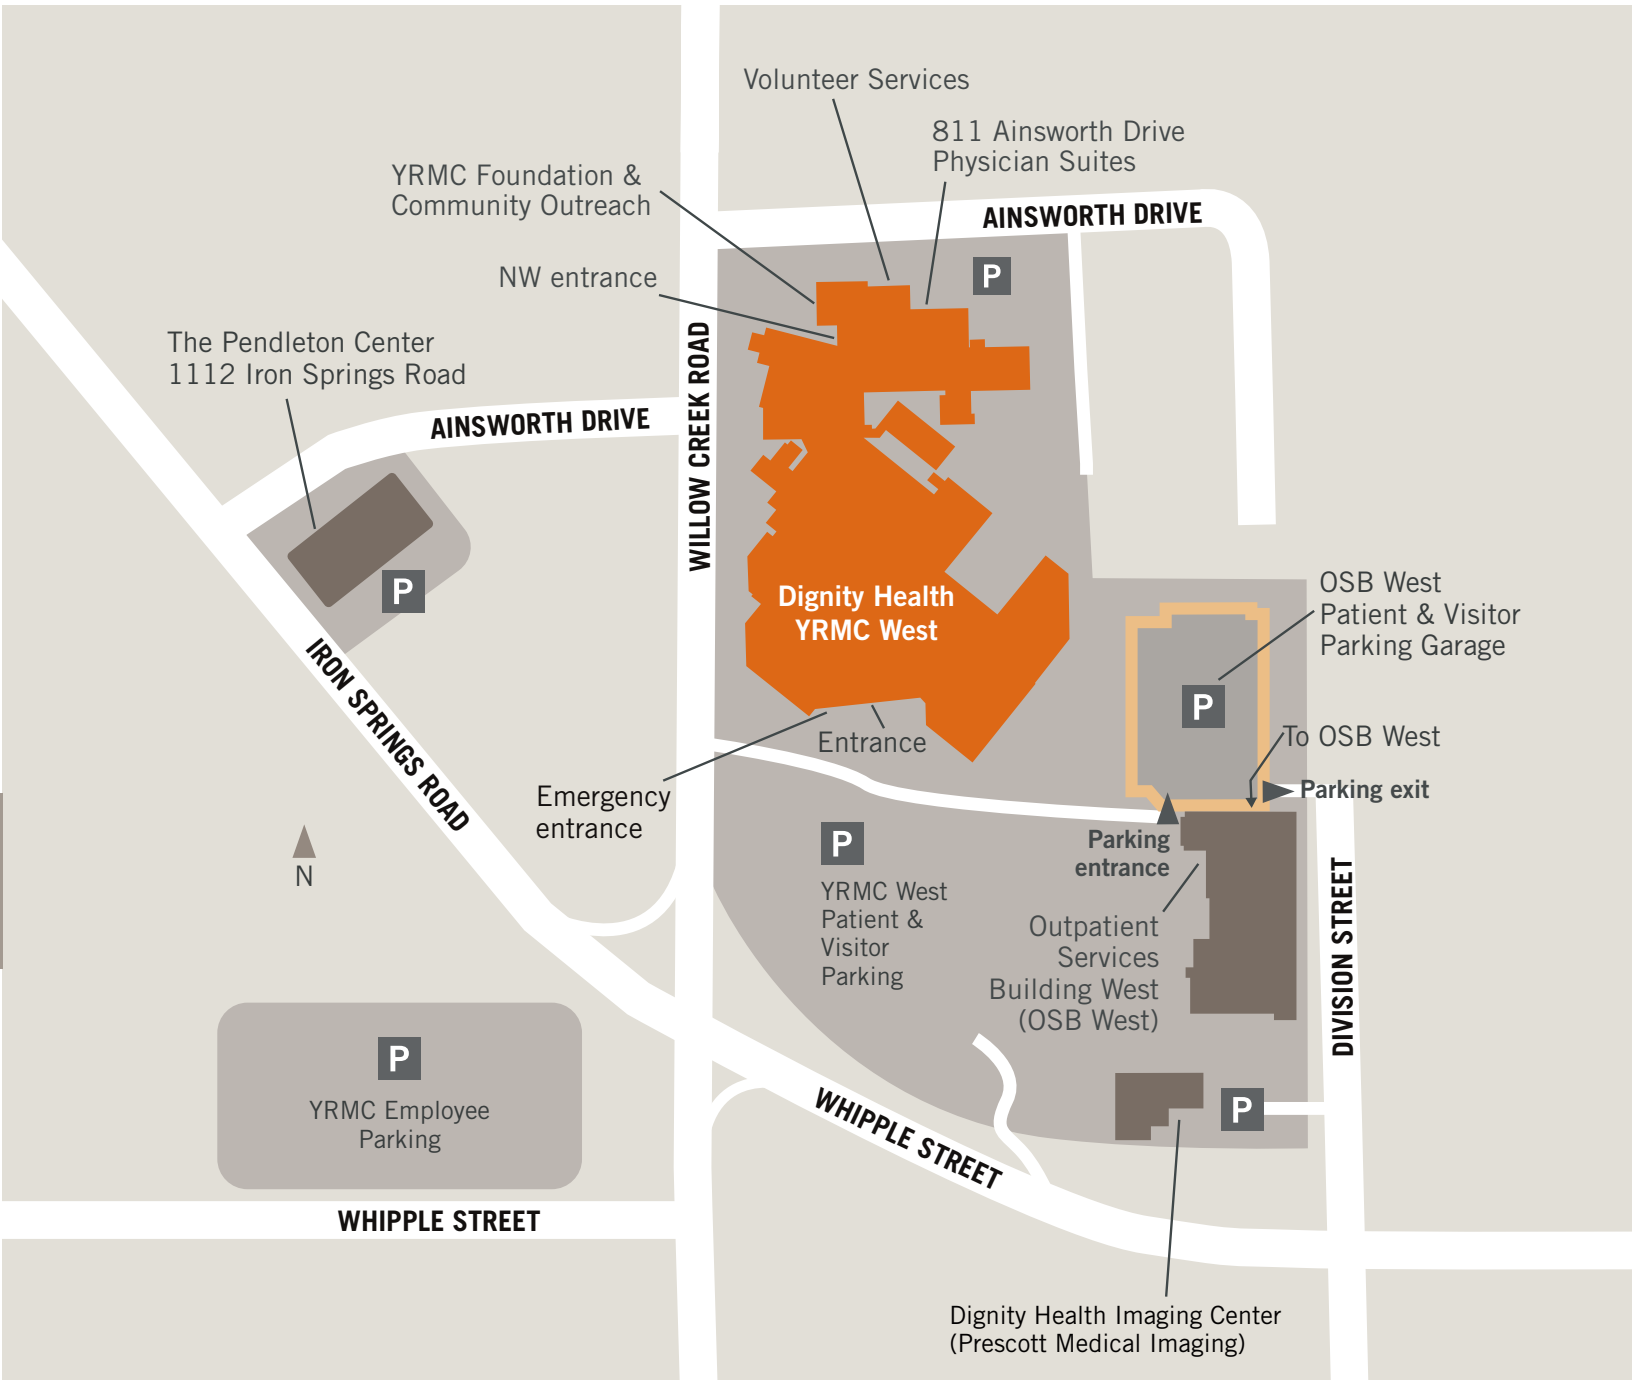 Volunteer Services
811 Ainsworth Drive
Physician Suites
YRMC Foundation &
Community Outreach
AINSWORTH DRIVE
NW entrance
P
The Pendleton Center
1112 Iron Springs Road
AINSWORTH DRIVE
WILLOW CREEK ROAD
P
Dignity Health
YRMC West
OSB West
Patient & Visitor
Parking Garage
P
IRON SPRINGS ROAD
Entrance
To OSB West
Emergency
entrance
Parking exit
Parking
entrance
P
YRMC West
Patient &
Visitor
Parking
N
Outpatient
Services
Building West
(OSB West)
DIVISION STREET
P
YRMC Employee
Parking
P
WHIPPLE STREET
WHIPPLE STREET
Dignity Health Imaging Center
(Prescott Medical Imaging)